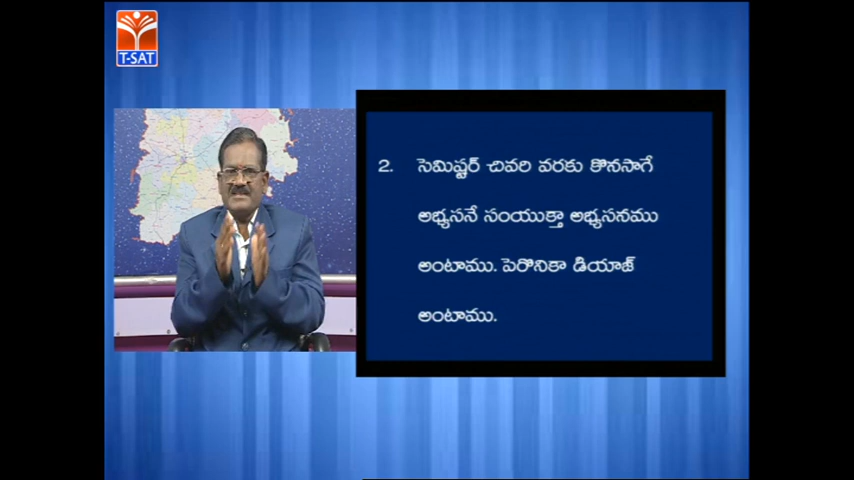 T-SAT
2. సెమిష్టర్ చివరి వరకు కొనసాగే
అభ్యసనే సంయుక్తా అభ్యసనము
అంటాము. పెరొనికా డియాజ్
అంటాము.